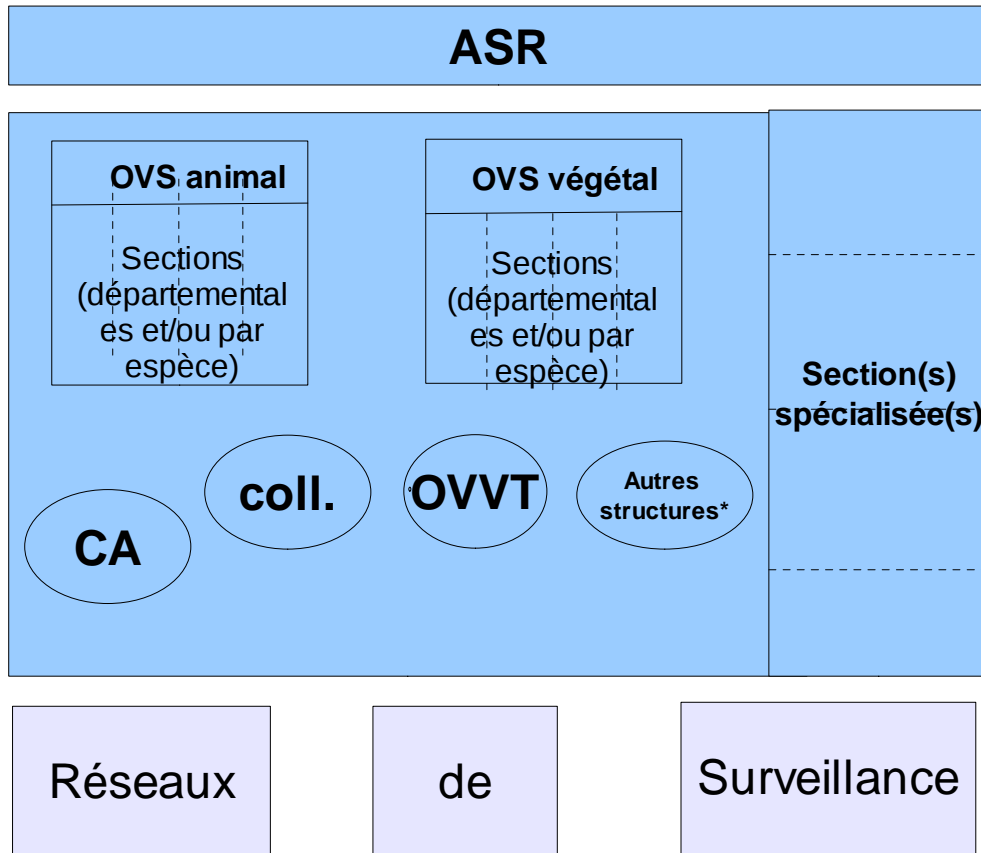 ASR
OVS animal
Sections
(départemental
es et/ou par
espèce)
OVS végétal
Sections
(départemental
es et/ou par
espèce)
Section(s)
spécialisée(s)
CA
coll.
OVVT
Autres
structures*
Réseaux
de
Surveillance